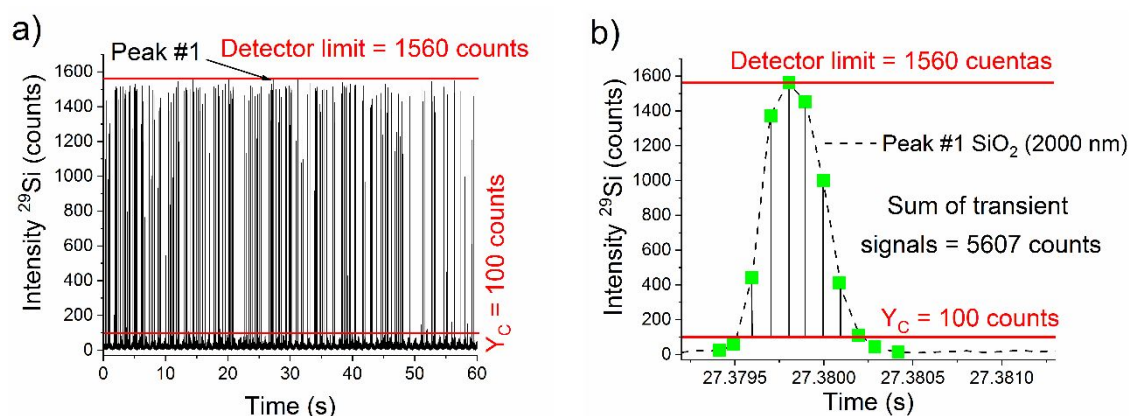 a)
Peak #1
Detector limit = 1560 counts
Intensity ²⁹Si (counts)
1600
1400
1200
1000
800
600
400
200
0
Y_C = 100 counts
0 10 20 30 40 50 60
Time (s)
b)
Detector limit = 1560 cuentas
Intensity ²⁹Si (counts)
1600
1400
1200
1000
800
600
400
200
0
Peak #1 SiO₂ (2000 nm)
Sum of transient
signals = 5607 counts
Y_C = 100 counts
27.3795 27.3800 27.3805 27.3810
Time (s)